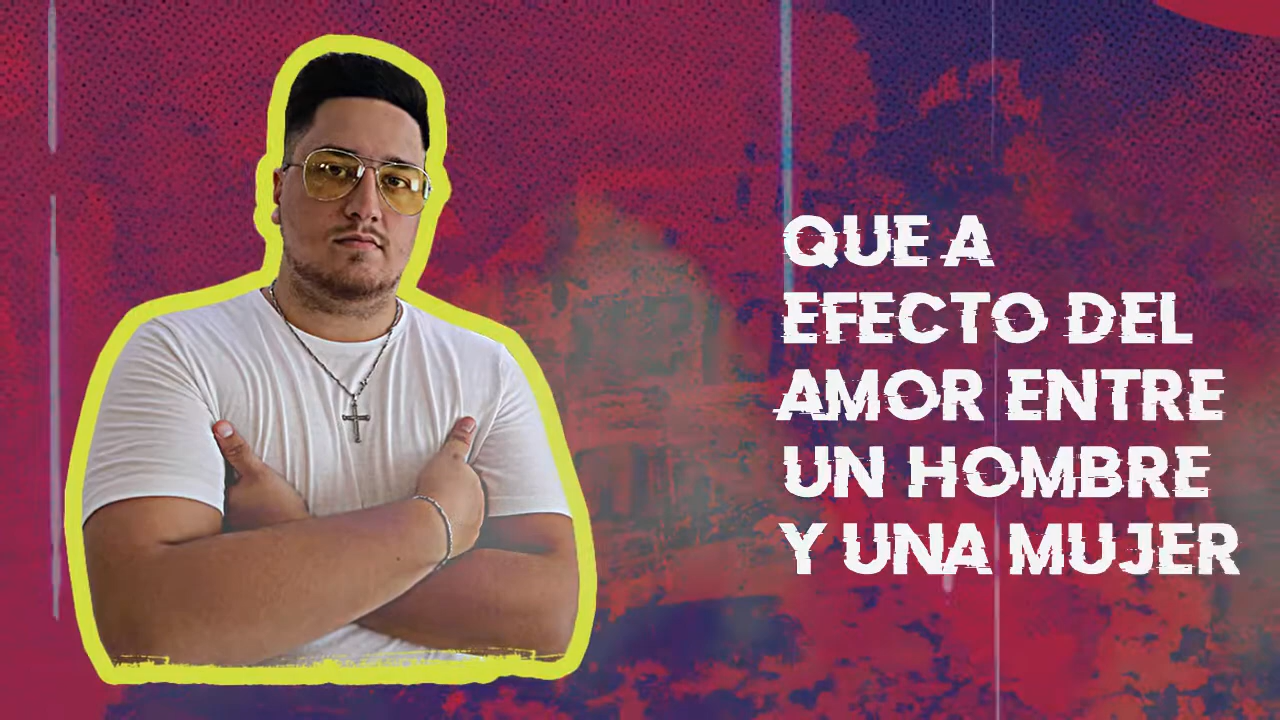 QUE A
EFECTO DEL
AMOR ENTRE
UN HOMBRE
Y UNA MUJER